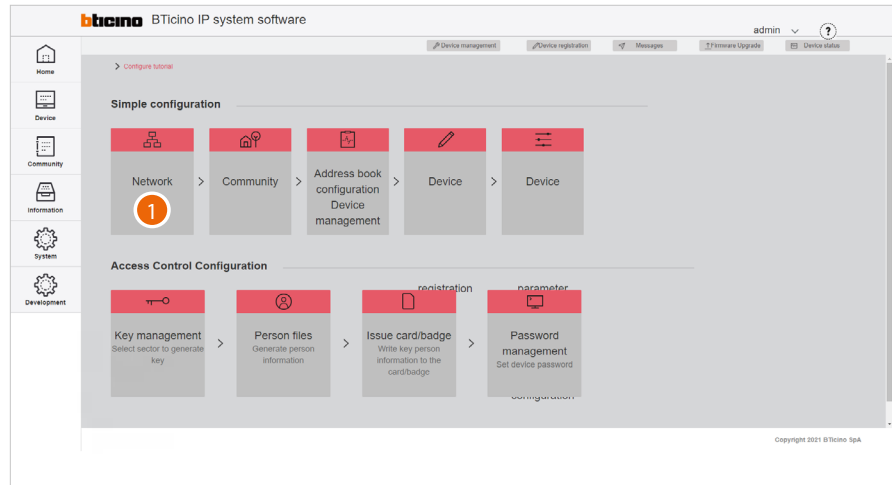 bticino BTicino IP system software
admin
?
Device management
Device registration
Messages
Firmware Upgrade
Device status
Home
Device
Community
Information
System
Development
Configure tutorial
Simple configuration
Network
1
Community
Address book
configuration
Device
management
Device
Device
Access Control Configuration
registration
parameter
Key management
Select sector to generate
key
Person files
Generate person
information
Issue card/badge
Write key person
information to the
card/badge
Password
management
Set device password
configuration
Copyright 2021 BTicino SpA